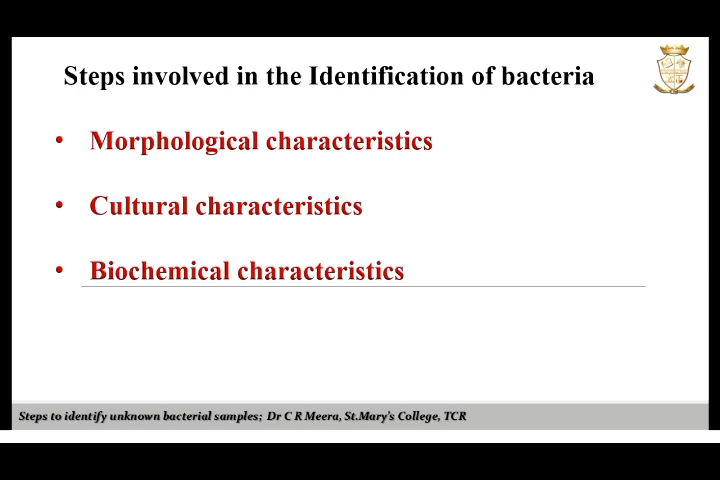 Steps involved in the Identification of bacteria
• Morphological characteristics
• Cultural characteristics
• Biochemical characteristics
Steps to identify unknown bacterial samples; Dr C R Meera, St.Mary's College, TCR